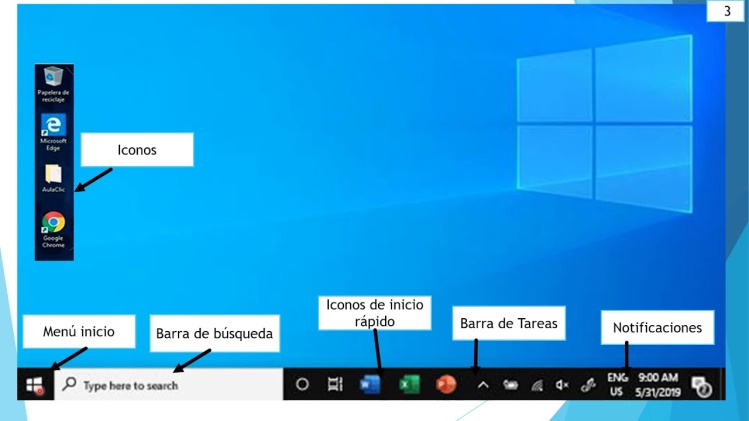 3
Papelera de
reciclaje
Microsoft
Edge
Iconos
AulaClic
Google
Chrome
Menú inicio
Barra de búsqueda
Iconos de inicio
rápido
Barra de Tareas
Notificaciones
Type here to search
ENG 9:00 AM
US 5/31/2019
2